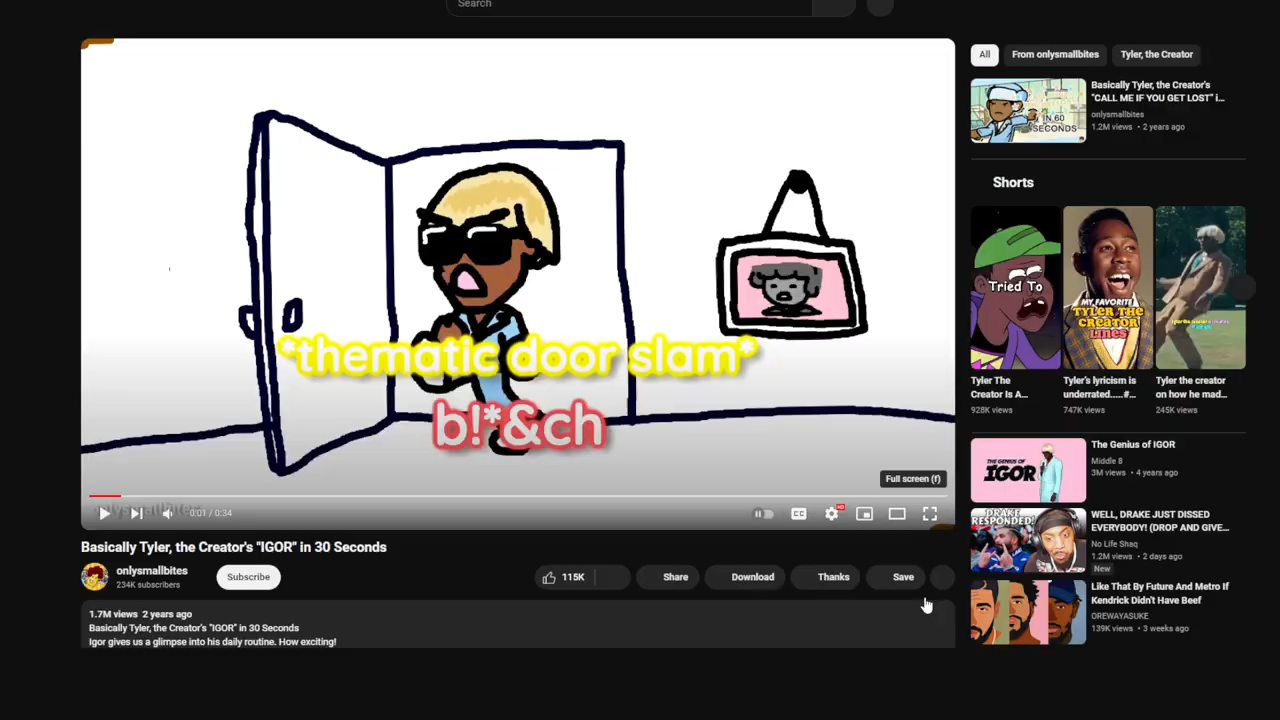 Search
*thematic door slam*
b!*&ch
Full screen (f)
onlysmallbites
0:01 / 0:34
CC
HD
Basically Tyler, the Creator's "IGOR" in 30 Seconds
onlysmallbites
234K subscribers
Subscribe
115K
Share
Download
Thanks
Save
1.7M views 2 years ago
Basically Tyler, the Creator's "IGOR" in 30 Seconds
Igor gives us a glimpse into his daily routine. How exciting!
All
From onlysmallbites
Tyler, the Creator
IN 60
SECONDS
Basically Tyler, the Creator's
"CALL ME IF YOU GET LOST" i...
onlysmallbites
1.2M views • 2 years ago
Shorts
Tried To
MY FAVORITE
TYLER THE
CREATOR
LINES
Tyler The
Creator Is A...
928K views
Tyler's lyricism is
underrated.....#...
747K views
Tyler the creator
on how he mad...
245K views
THE GENIUS OF
IGOR
The Genius of IGOR
Middle 8
3M views • 4 years ago
DRAKE
RESPONDED!
WELL, DRAKE JUST DISSED
EVERYBODY! (DROP AND GIVE...
No Life Shaq
1.2M views • 2 days ago
New
Like That By Future And Metro If
Kendrick Didn't Have Beef
OREWAYASUKE
139K views • 3 weeks ago